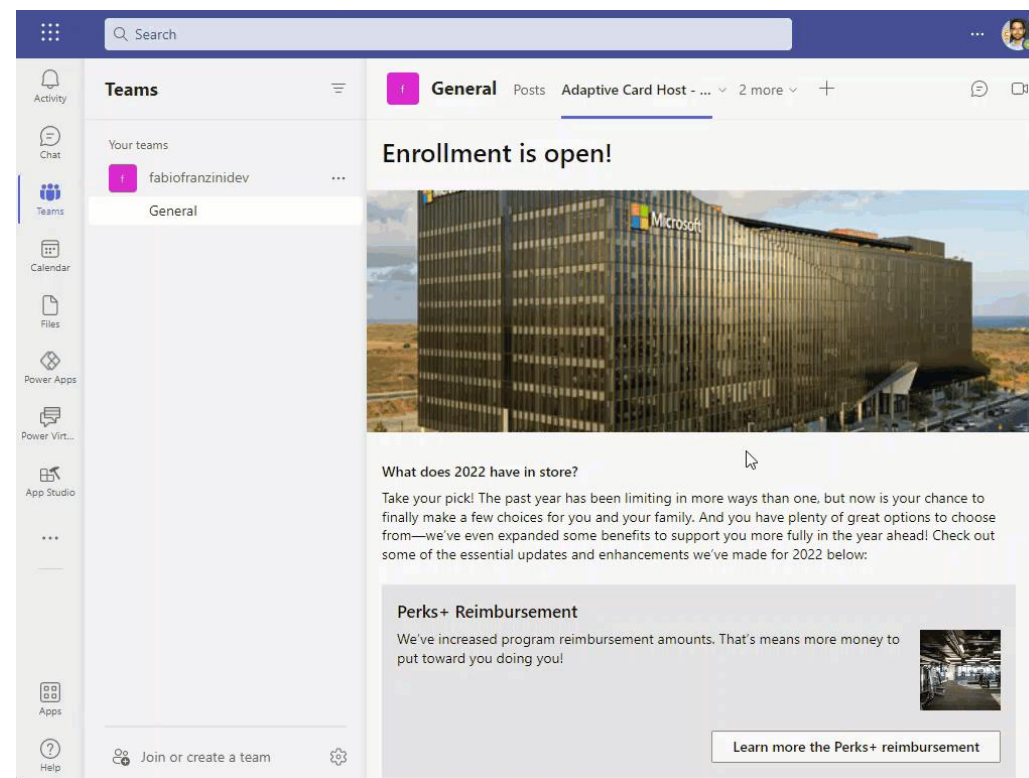 Search
Activity
Chat
Teams
Calendar
Files
Power Apps
Power Virt...
App Studio
Apps
Help
Teams
Your teams
f
fabiofranzinidev
General
Join or create a team
f
General
Posts
Adaptive Card Host - ...
2 more
Enrollment is open!
Microsoft
What does 2022 have in store?
Take your pick! The past year has been limiting in more ways than one, but now is your chance to
finally make a few choices for you and your family. And you have plenty of great options to choose
from—we've even expanded some benefits to support you more fully in the year ahead! Check out
some of the essential updates and enhancements we've made for 2022 below:
Perks+ Reimbursement
We've increased program reimbursement amounts. That's means more money to
put toward you doing you!
Learn more the Perks+ reimbursement